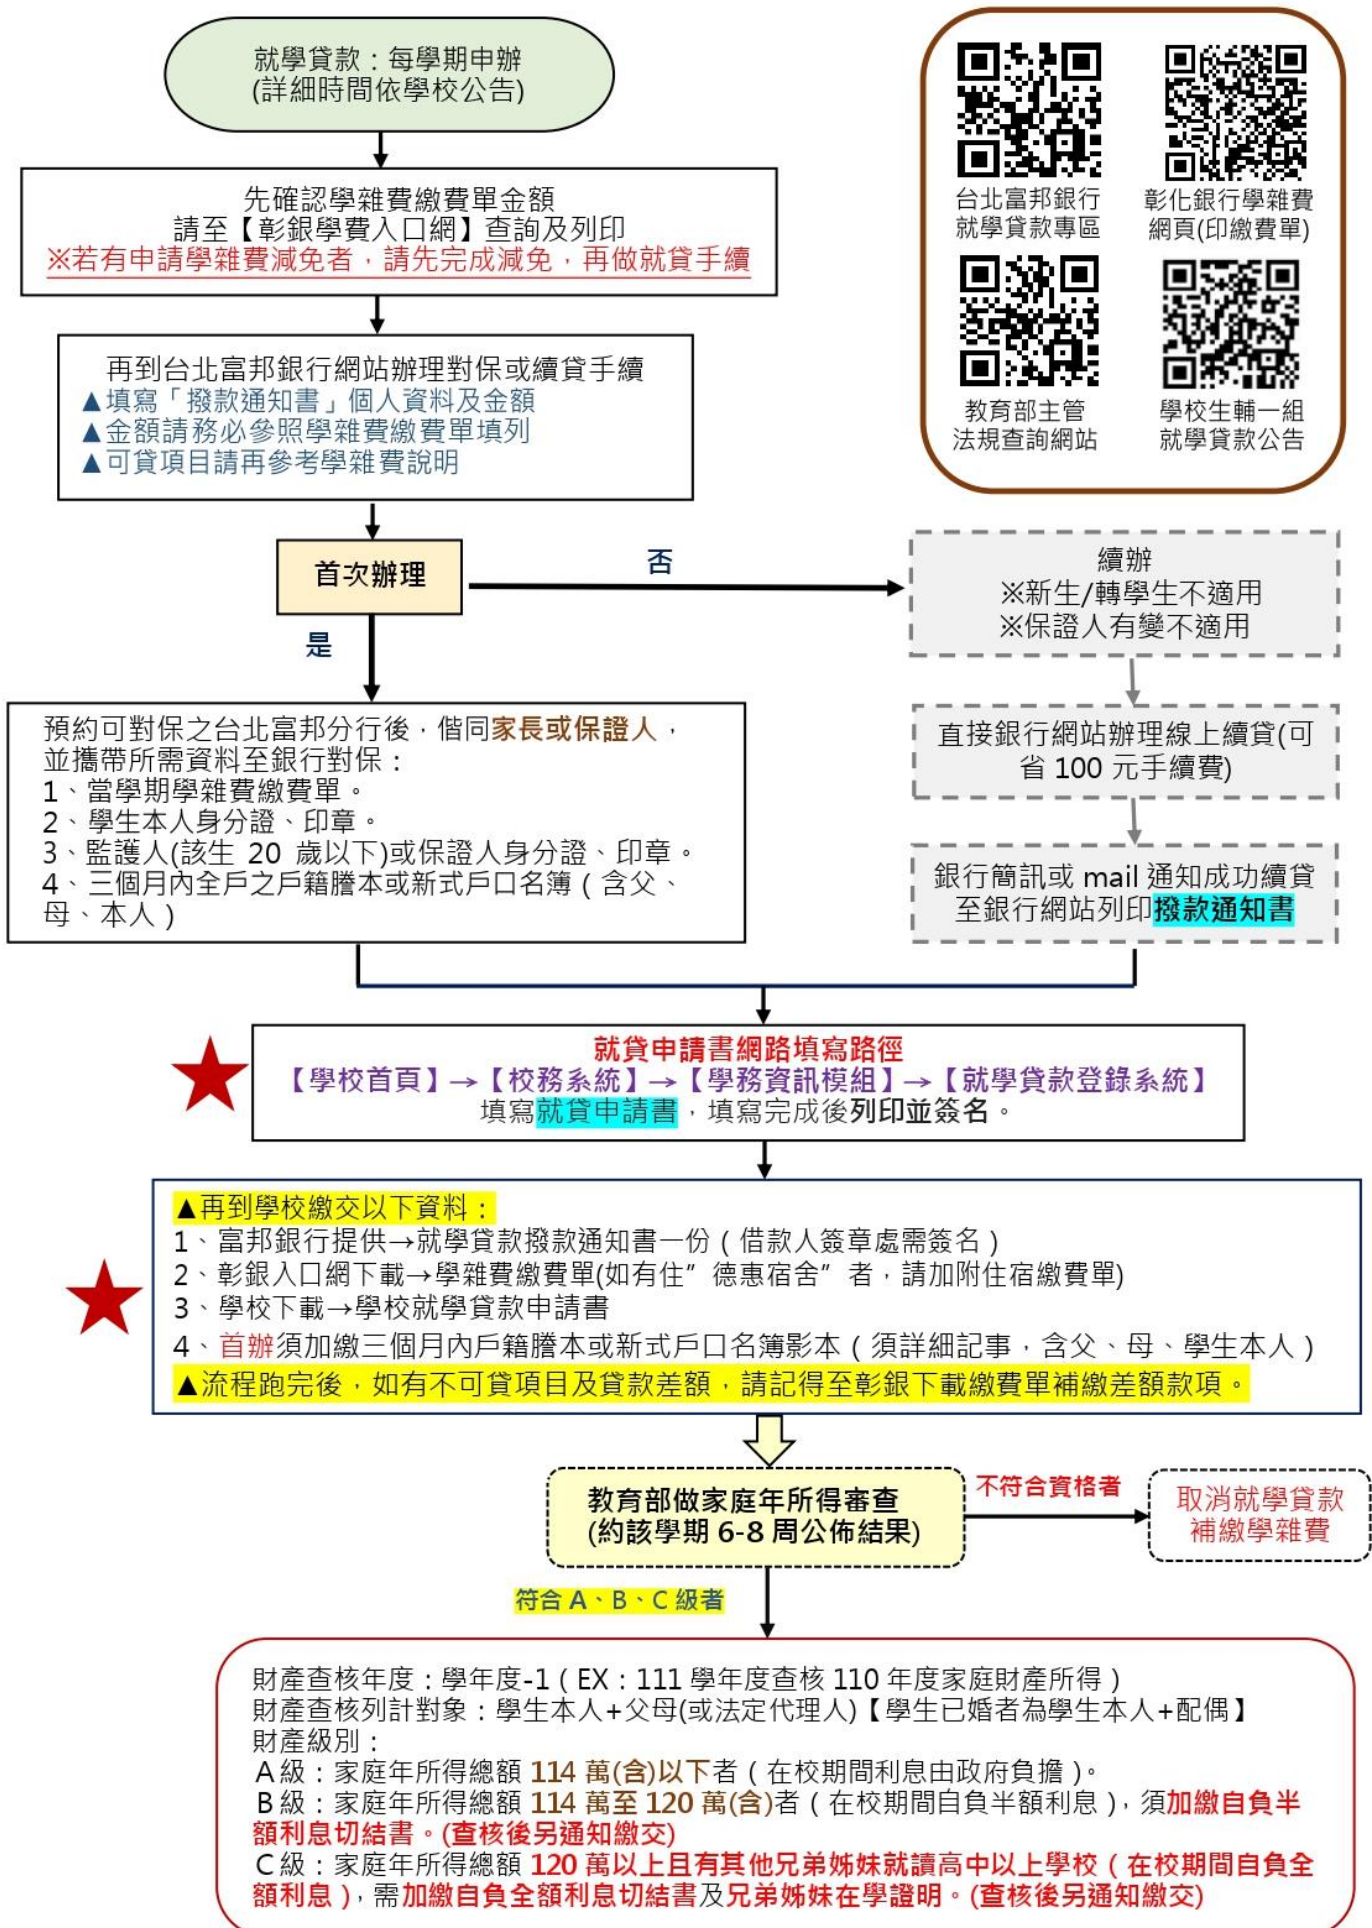 就學貸款：每學期申辦
(詳細時間依學校公告)
台北富邦銀行
就學貸款專區
彰化銀行學雜費
網頁(印繳費單)
教育部主管
法規查詢網站
學校生輔一組
就學貸款公告
先確認學雜費繳費單金額
請至【彰銀學費入口網】查詢及列印
※若有申請學雜費減免者，請先完成減免，再做就貸手續
再到台北富邦銀行網站辦理對保或續貸手續
▲填寫「撥款通知書」個人資料及金額
▲金額請務必參照學雜費繳費單填列
▲可貸項目請再參考學雜費說明
首次辦理
否
是
續辦
※新生/轉學生不適用
※保證人有變不適用
直接銀行網站辦理線上續貸(可
省 100 元手續費)
銀行簡訊或 mail 通知成功續貸
至銀行網站列印撥款通知書
預約可對保之台北富邦分行後，偕同家長或保證人，
並攜帶所需資料至銀行對保：
1、當學期學雜費繳費單。
2、學生本人身分證、印章。
3、監護人(該生 20 歲以下)或保證人身分證、印章。
4、三個月內全戶之戶籍謄本或新式戶口名簿（含父、
母、本人）
就貸申請書網路填寫路徑
【學校首頁】→【校務系統】→【學務資訊模組】→【就學貸款登錄系統】
填寫就貸申請書，填寫完成後列印並簽名。
▲再到學校繳交以下資料：
1、富邦銀行提供→就學貸款撥款通知書一份（借款人簽章處需簽名）
2、彰銀入口網下載→學雜費繳費單(如有住”德惠宿舍”者，請加附住宿繳費單)
3、學校下載→學校就學貸款申請書
4、首辦須加繳三個月內戶籍謄本或新式戶口名簿影本（須詳細記事，含父、母、學生本人）
▲流程跑完後，如有不可貸項目及貸款差額，請記得至彰銀下載繳費單補繳差額款項。
教育部做家庭年所得審查
(約該學期 6-8 周公佈結果)
不符合資格者
取消就學貸款
補繳學雜費
符合 A、B、C 級者
財產查核年度：學年度-1（EX：111 學年度查核 110 年度家庭財產所得）
財產查核列計對象：學生本人+父母(或法定代理人)【學生已婚者為學生本人+配偶】
財產級別：
A 級：家庭年所得總額 114 萬(含)以下者（在校期間利息由政府負擔）。
B 級：家庭年所得總額 114 萬至 120 萬(含)者（在校期間自負半額利息），須加繳自負半
額利息切結書。(查核後另通知繳交)
C 級：家庭年所得總額 120 萬以上且有其他兄弟姊妹就讀高中以上學校（在校期間自負全
額利息），需加繳自負全額利息切結書及兄弟姊妹在學證明。(查核後另通知繳交)